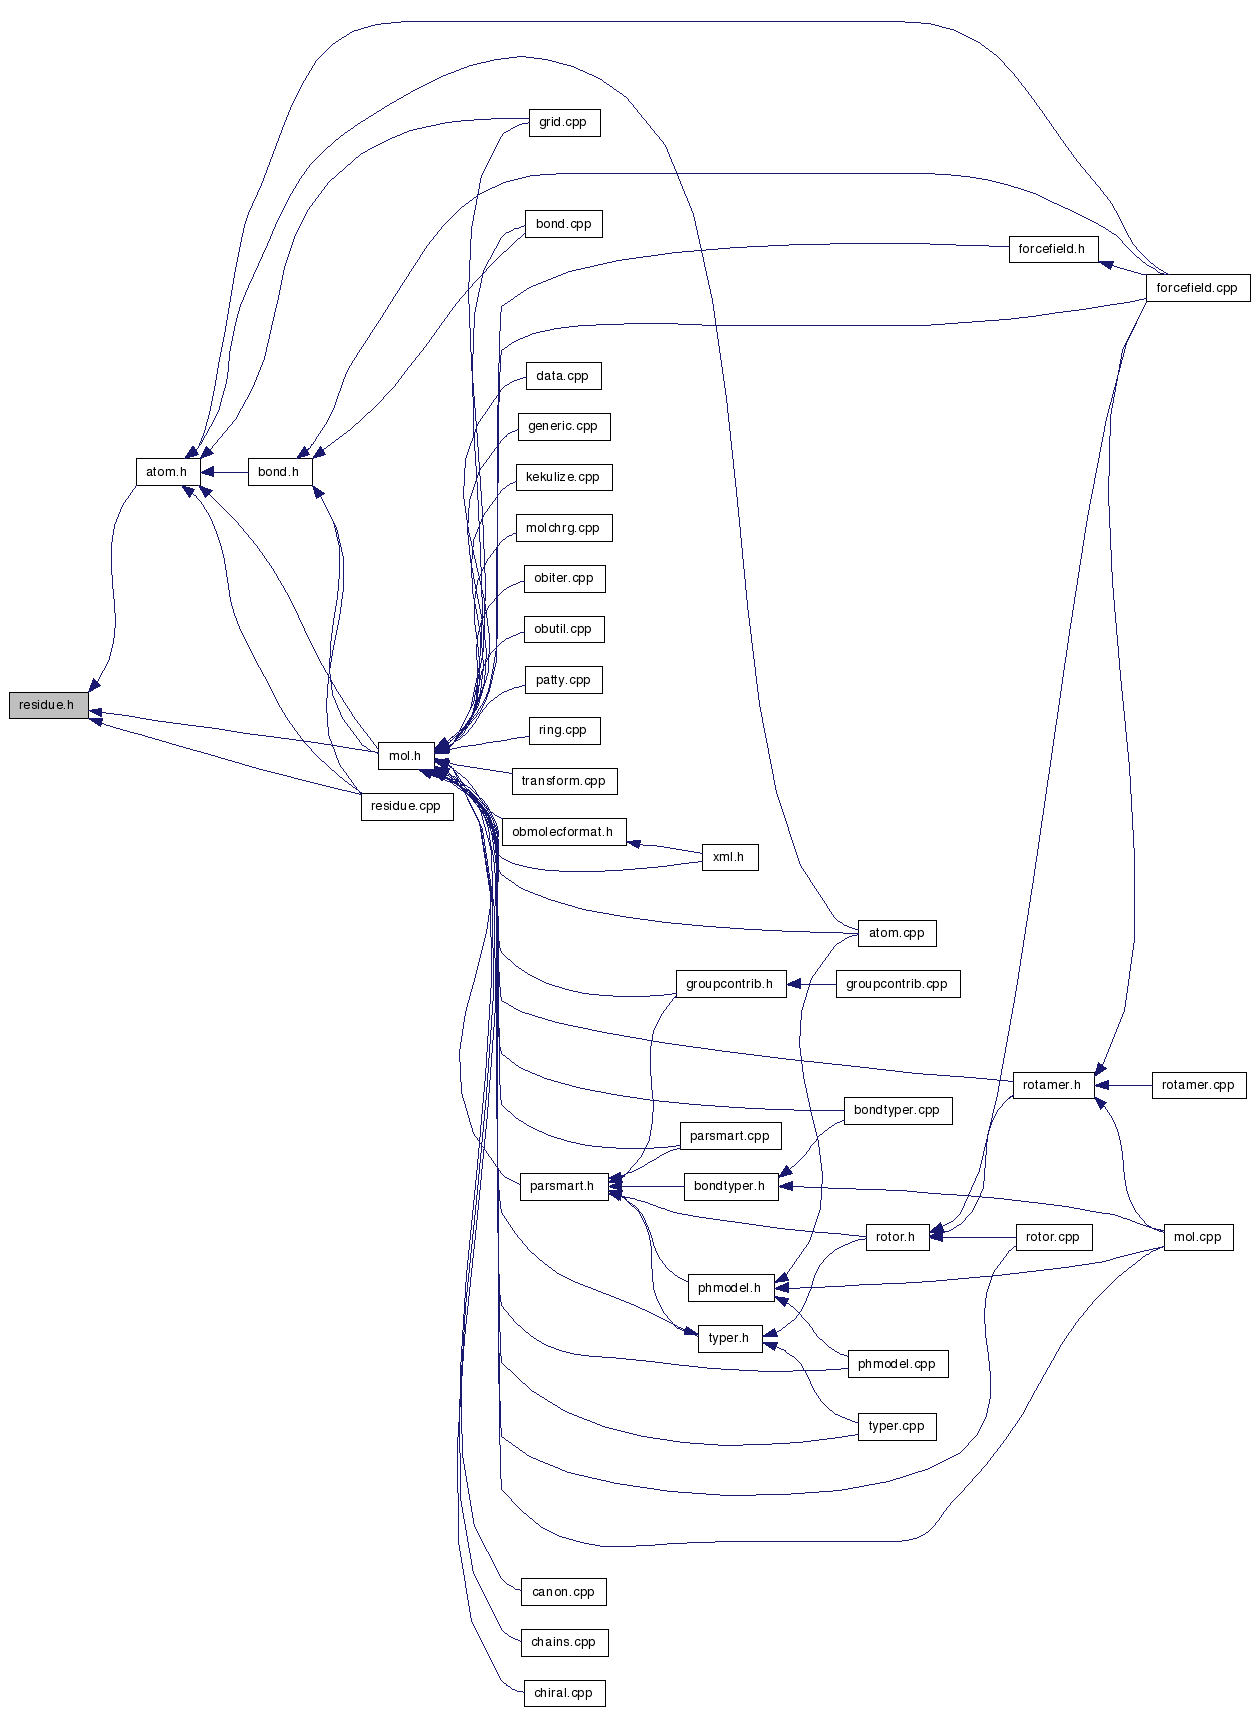 grid.cpp
bond.cpp
forcefield.h
forcefield.cpp
data.cpp
generic.cpp
atom.h
bond.h
kekulize.cpp
molchrg.cpp
obiter.cpp
obutil.cpp
patty.cpp
residue.h
ring.cpp
mol.h
transform.cpp
residue.cpp
obmolecformat.h
xml.h
atom.cpp
groupcontrib.h
groupcontrib.cpp
rotamer.h
rotamer.cpp
bondtyper.cpp
parsmart.cpp
parsmart.h
bondtyper.h
rotor.h
rotor.cpp
mol.cpp
phmodel.h
typer.h
phmodel.cpp
typer.cpp
canon.cpp
chains.cpp
chiral.cpp